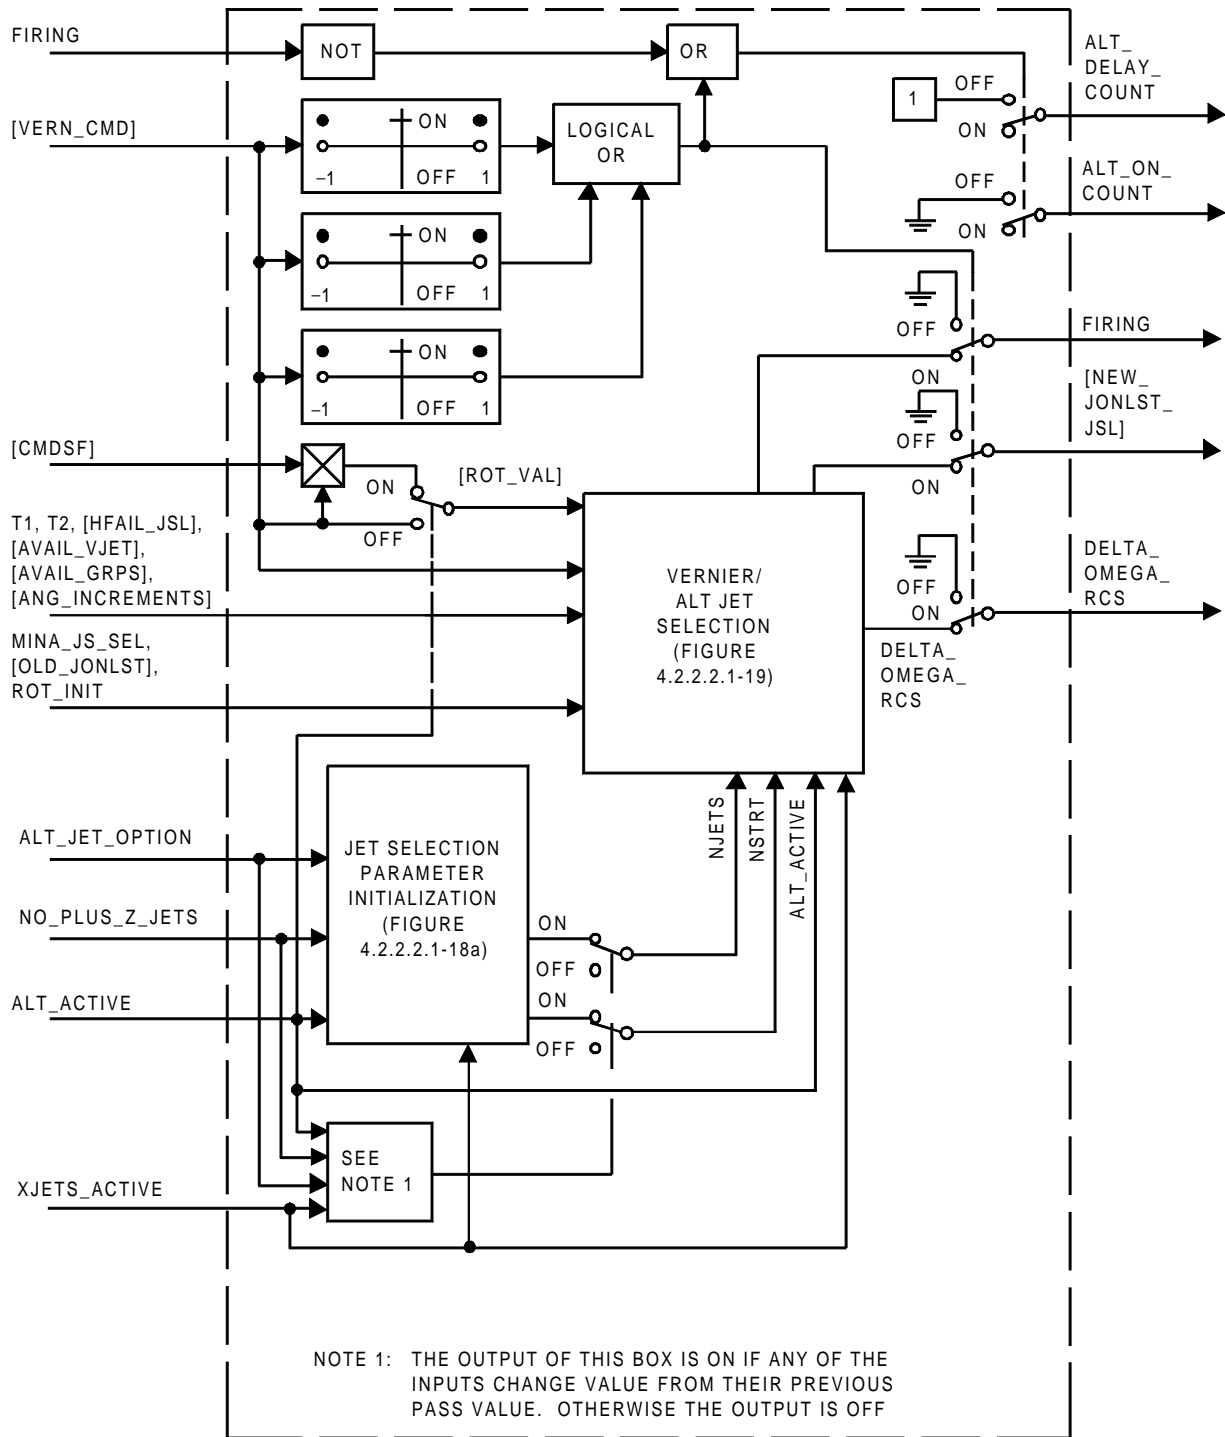 FIRING
NOT
OR
ALT_
DELAY_
COUNT
OFF
1
ON
[VERN_CMD]
ON
–1
OFF 1
LOGICAL
OR
OFF
ON
ALT_ON_
COUNT
ON
–1
OFF 1
ON
–1
OFF 1
OFF
ON
FIRING
OFF
ON
[NEW_
JONLST_
JSL]
[CMDSF]
ON
OFF
[ROT_VAL]
T1, T2, [HFAIL_JSL],
[AVAIL_VJET],
[AVAIL_GRPS],
[ANG_INCREMENTS]
VERNIER/
ALT JET
SELECTION
(FIGURE
4.2.2.2.1-19)
OFF
ON
DELTA_
OMEGA_
RCS
DELTA_
OMEGA_
RCS
MINA_JS_SEL,
[OLD_JONLST],
ROT_INIT
NJETS
NSTRT
ALT_ACTIVE
ALT_JET_OPTION
JET SELECTION
PARAMETER
INITIALIZATION
(FIGURE
4.2.2.2.1-18a)
NO_PLUS_Z_JETS
ON
OFF
ALT_ACTIVE
ON
OFF
SEE
NOTE 1
XJETS_ACTIVE
NOTE 1: THE OUTPUT OF THIS BOX IS ON IF ANY OF THE
INPUTS CHANGE VALUE FROM THEIR PREVIOUS
PASS VALUE. OTHERWISE THE OUTPUT IS OFF